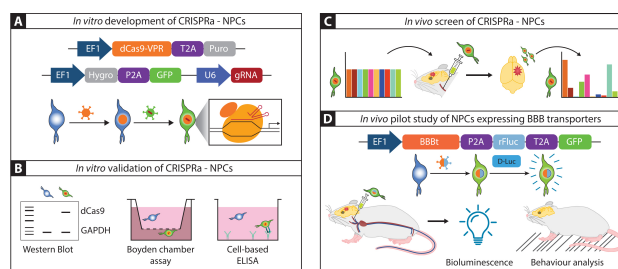 A
In vitro development of CRISPRa - NPCs
EF1 dCas9-VPR T2A Puro
EF1 Hygro P2A GFP U6 gRNA
B
In vitro validation of CRISPRa - NPCs
dCas9
GAPDH
Western Blot
Boyden chamber
assay
Cell-based
ELISA
C
In vivo screen of CRISPRa - NPCs
D
In vivo pilot study of NPCs expressing BBB transporters
EF1 BBBt P2A rFluc T2A GFP
D-Luc
Bioluminescence
Behaviour analysis